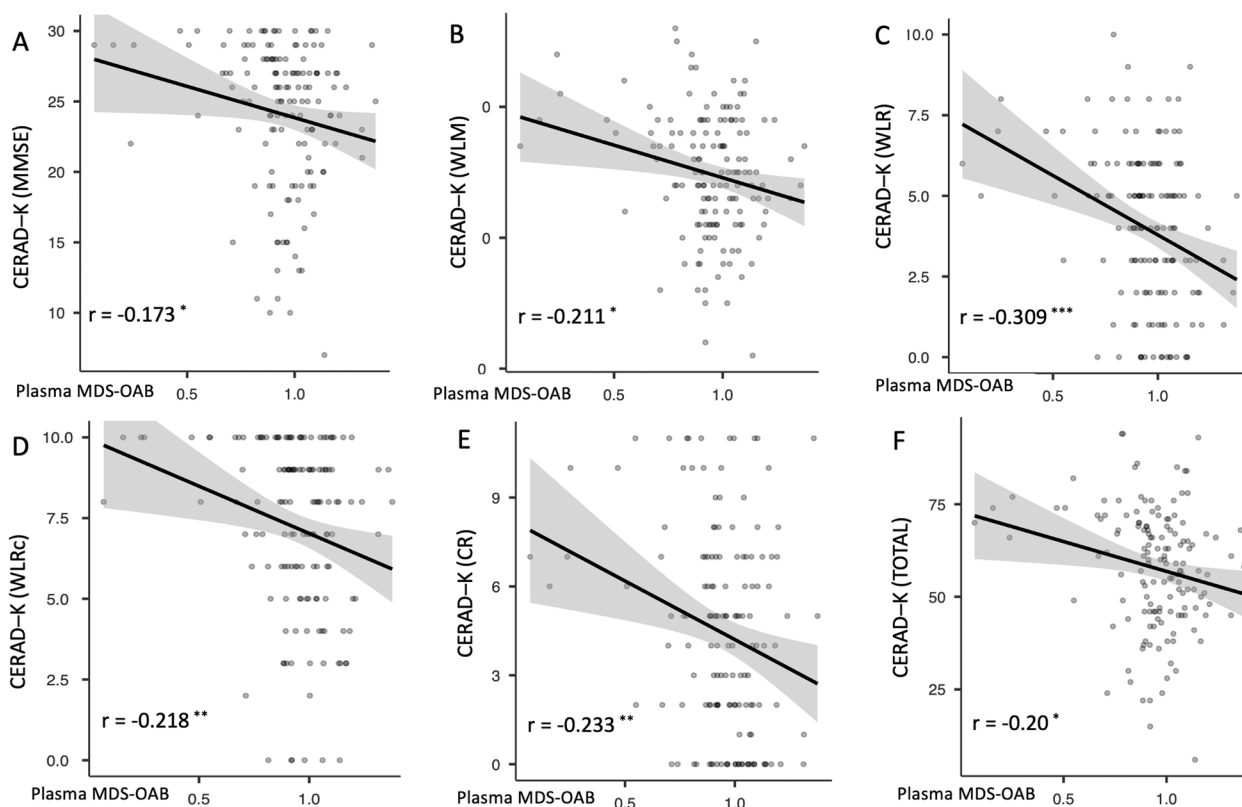 A
CERAD–K (MMSE)
30
25
20
15
10
r = -0.173 *
0.5
1.0
Plasma MDS-OAB
B
CERAD–K (WLM)
0
0
0
r = -0.211 *
0.5
1.0
Plasma MDS-OAB
C
CERAD–K (WLR)
10.0
7.5
5.0
2.5
0.0
r = -0.309 ***
0.5
1.0
Plasma MDS-OAB
D
CERAD–K (WLRc)
10.0
7.5
5.0
2.5
0.0
r = -0.218 **
0.5
1.0
Plasma MDS-OAB
E
CERAD–K (CR)
9
6
3
0
r = -0.233 **
0.5
1.0
Plasma MDS-OAB
F
CERAD–K (TOTAL)
75
50
25
r = -0.20 *
0.5
1.0
Plasma MDS-OAB